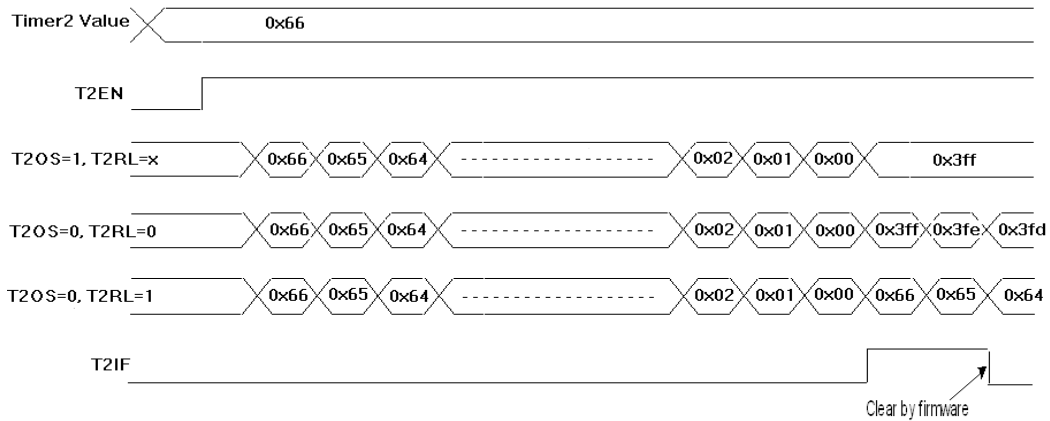 Timer2 Value 0x66
T2EN
T2OS=1, T2RL=x 0x66 0x65 0x64 0x02 0x01 0x00 0x3ff
T2OS=0, T2RL=0 0x66 0x65 0x64 0x02 0x01 0x00 0x3ff 0x3fe 0x3fd
T2OS=0, T2RL=1 0x66 0x65 0x64 0x02 0x01 0x00 0x66 0x65 0x64
T2IF
Clear by firmware